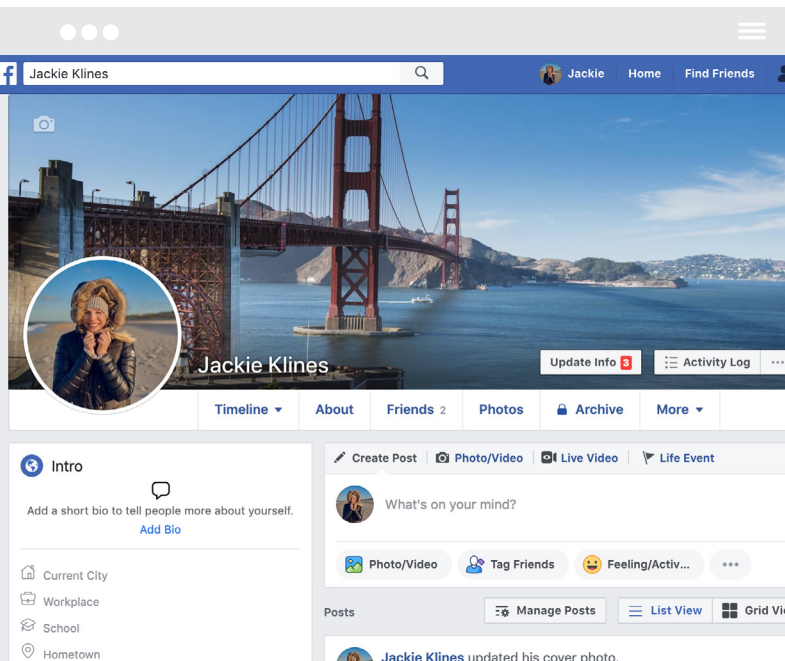 f
Jackie Klines
Jackie Home Find Friends
Jackie Klines
Update Info 3 Activity Log
Timeline About Friends 2 Photos Archive More
Intro
Add a short bio to tell people more about yourself.
Add Bio
Current City
Workplace
School
Hometown
Create Post Photo/Video Live Video Life Event
What's on your mind?
Photo/Video Tag Friends Feeling/Activ...
Posts Manage Posts List View Grid
Jackie Klines updated his cover photo.